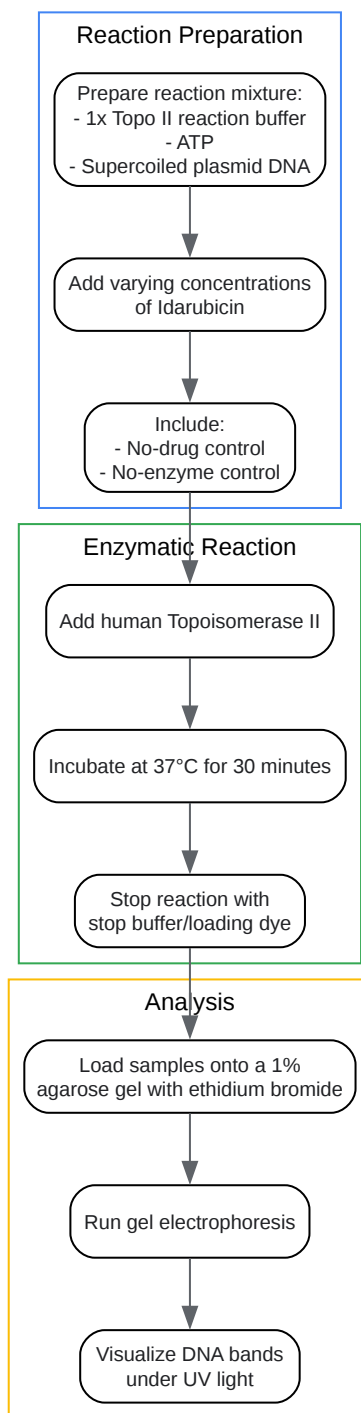 Reaction Preparation
Prepare reaction mixture:
- 1x Topo II reaction buffer
- ATP
- Supercoiled plasmid DNA
Add varying concentrations
of Idarubicin
Include:
- No-drug control
- No-enzyme control
Enzymatic Reaction
Add human Topoisomerase II
Incubate at 37°C for 30 minutes
Stop reaction with
stop buffer/loading dye
Analysis
Load samples onto a 1%
agarose gel with ethidium bromide
Run gel electrophoresis
Visualize DNA bands
under UV light